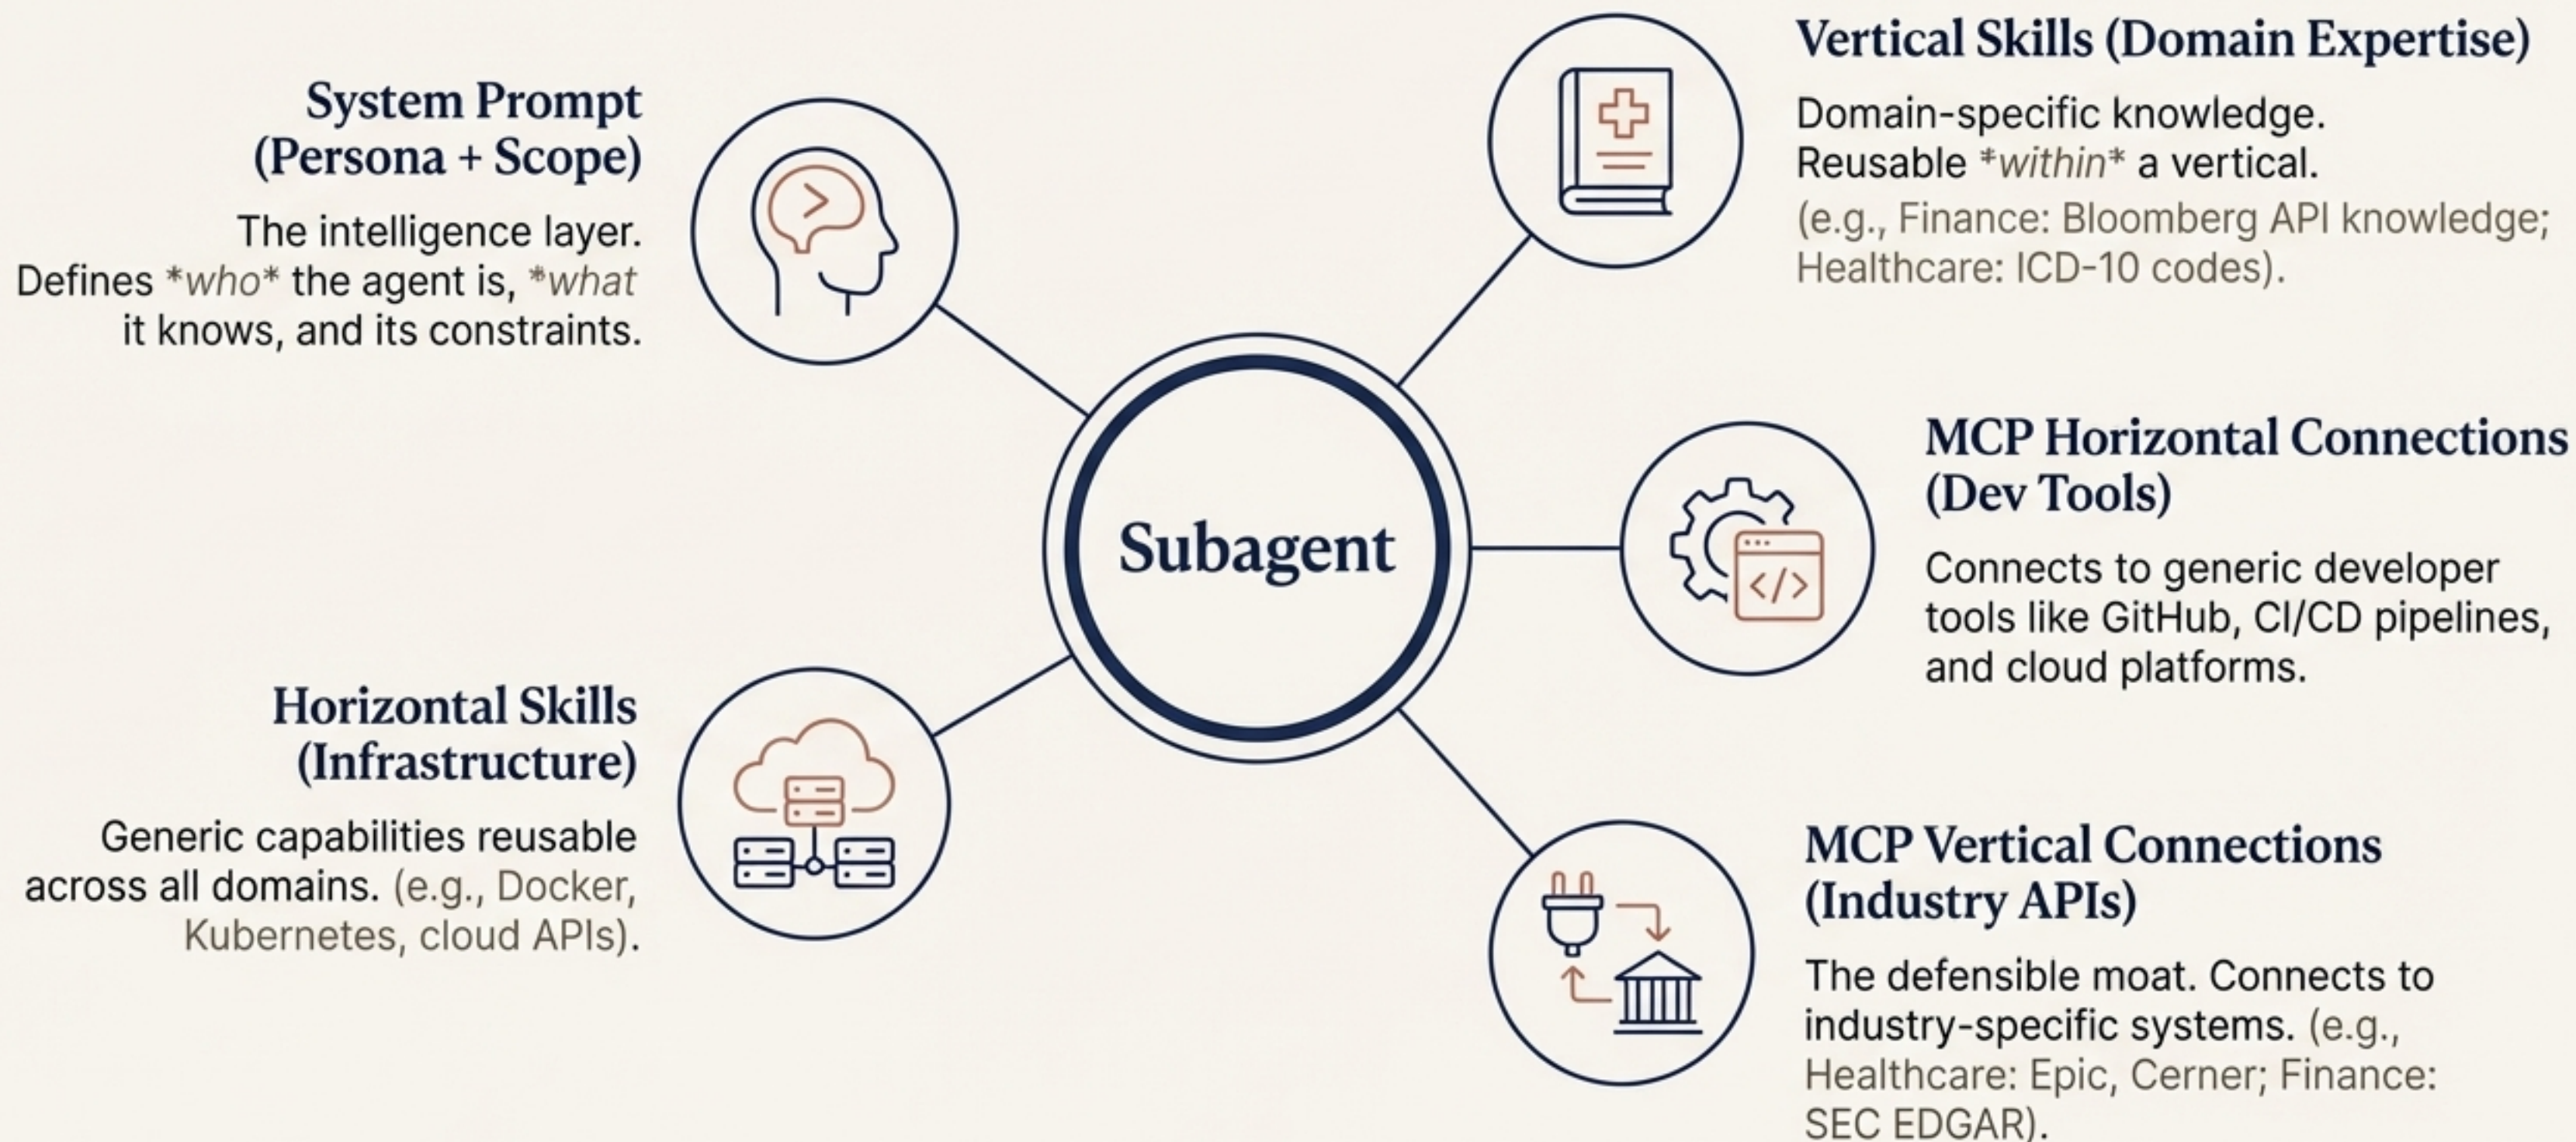 System Prompt
(Persona + Scope)
The intelligence layer.
Defines *who* the agent is, *what
it knows, and its constraints.
Horizontal Skills
(Infrastructure)
Generic capabilities reusable
across all domains. (e.g., Docker,
Kubernetes, cloud APIs).
Subagent
Vertical Skills (Domain Expertise)
Domain-specific knowledge.
Reusable *within* a vertical.
(e.g., Finance: Bloomberg API knowledge;
Healthcare: ICD-10 codes).
MCP Horizontal Connections
(Dev Tools)
</>
Connects to generic developer
tools like GitHub, CI/CD pipelines,
and cloud platforms.
MCP Vertical Connections
(Industry APIs)
The defensible moat. Connects to
industry-specific systems. (e.g.,
Healthcare: Epic, Cerner; Finance:
SEC EDGAR).